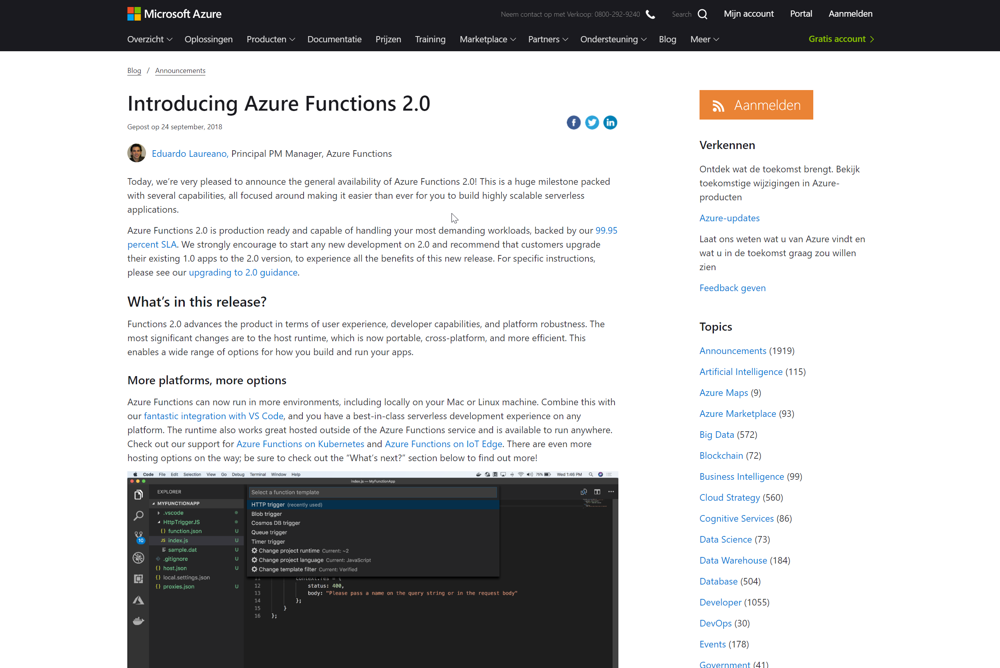 Microsoft Azure
Neem contact op met Verkoop: 0800-292-9240
Search
Mijn account
Portal
Aanmelden
Overzicht
Oplossingen
Producten
Documentatie
Prijzen
Training
Marketplace
Partners
Ondersteuning
Blog
Meer
Gratis account
Blog / Announcements
Introducing Azure Functions 2.0
Gepost op 24 september, 2018
Eduardo Laureano, Principal PM Manager, Azure Functions
Today, we’re very pleased to announce the general availability of Azure Functions 2.0! This is a huge milestone packed
with several capabilities, all focused around making it easier than ever for you to build highly scalable serverless
applications.
Azure Functions 2.0 is production ready and capable of handling your most demanding workloads, backed by our 99.95
percent SLA. We strongly encourage to start any new development on 2.0 and recommend that customers upgrade
their existing 1.0 apps to the 2.0 version, to experience all the benefits of this new release. For specific instructions,
please see our upgrading to 2.0 guidance.
What’s in this release?
Functions 2.0 advances the product in terms of user experience, developer capabilities, and platform robustness. The
most significant changes are to the host runtime, which is now portable, cross-platform, and more efficient. This
enables a wide range of options for how you build and run your apps.
More platforms, more options
Azure Functions can now run in more environments, including locally on your Mac or Linux machine. Combine this with
our fantastic integration with VS Code, and you have a best-in-class serverless development experience on any
platform. The runtime also works great hosted outside of the Azure Functions service and is available to run anywhere.
Check out our support for Azure Functions on Kubernetes and Azure Functions on IoT Edge. There are even more
hosting options on the way; be sure to check out the “What’s next?” section below to find out more!
Code File Edit Selection View Go Debug Terminal Window Help
75% Wed 1:46 PM
index.js — MyFunctionApp
EXPLORER
MYFUNCTIONAPP
.vscode
HttpTriggerJS
{} function.json U
JS index.js U
sample.dat U
.gitignore U
{} host.json U
{} local.settings.json
{} proxies.json U
10
Select a function template
HTTP trigger (recently used)
Blob trigger
Cosmos DB trigger
Queue trigger
Timer trigger
Change project runtime Current: ~2
Change project language Current: JavaScript
Change template filter Current: Verified
11 context.res = {
12 status: 400,
13 body: "Please pass a name on the query string or in the request body"
14 };
15 }
16 };
Aanmelden
Verkennen
Ontdek wat de toekomst brengt. Bekijk
toekomstige wijzigingen in Azure-
producten
Azure-updates
Laat ons weten wat u van Azure vindt en
wat u in de toekomst graag zou willen
zien
Feedback geven
Topics
Announcements (1919)
Artificial Intelligence (115)
Azure Maps (9)
Azure Marketplace (93)
Big Data (572)
Blockchain (72)
Business Intelligence (99)
Cloud Strategy (560)
Cognitive Services (86)
Data Science (73)
Data Warehouse (184)
Database (504)
Developer (1055)
DevOps (30)
Events (178)
Government (41)